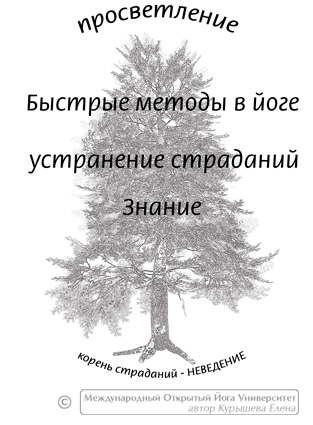 просветление
Быстрые методы в йоге
устранение страданий
Знание
корень страданий - НЕВЕДЕНИЕ
© Международный Открытый Йога Университет
автор Курышева Елена